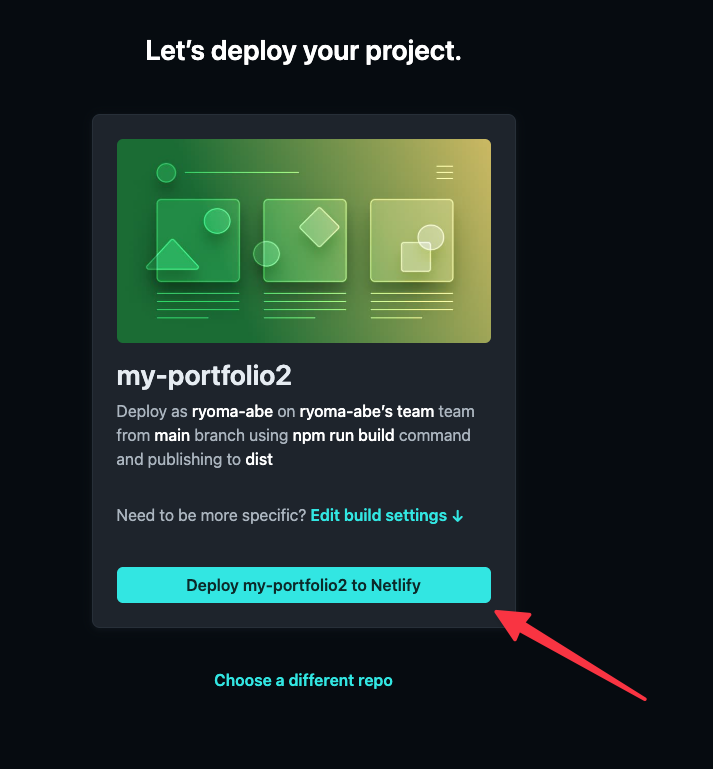 Let’s deploy your project.
my-portfolio2
Deploy as ryoma-abe on ryoma-abe’s team team
from main branch using npm run build command
and publishing to dist
Need to be more specific? Edit build settings ↓
Deploy my-portfolio2 to Netlify
Choose a different repo